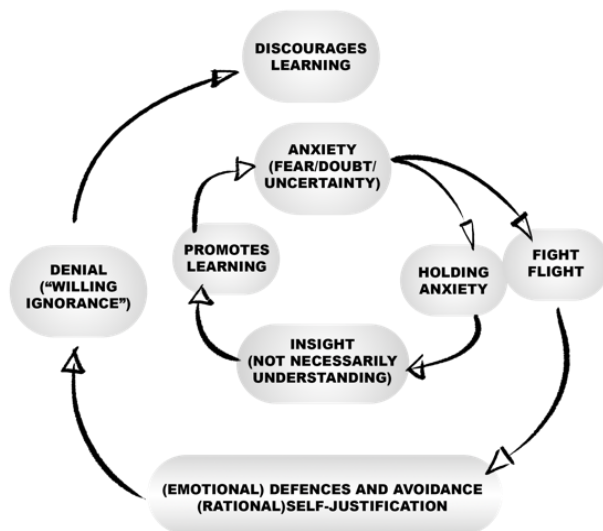 DISCOURAGES
LEARNING
ANXIETY
(FEAR/DOUBT/
UNCERTAINTY)
PROMOTES
LEARNING
HOLDING
ANXIETY
FIGHT
FLIGHT
DENIAL
(“WILLING
IGNORANCE”)
INSIGHT
(NOT NECESSARILY
UNDERSTANDING)
(EMOTIONAL) DEFENCES AND AVOIDANCE
(RATIONAL)SELF-JUSTIFICATION